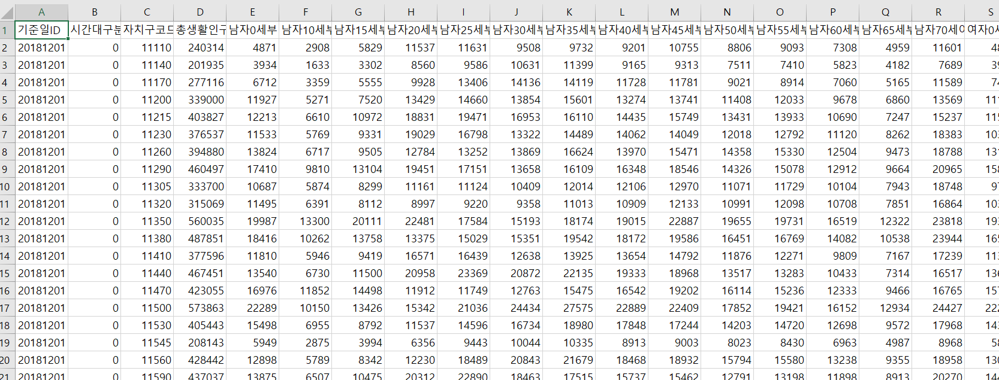 A B C D E F G H I J K L M N O P Q R S
1 기준일ID 시간대구분 자치구코드 총생활인구 남자0세부 남자10세부 남자15세부 남자20세부 남자25세부 남자30세부 남자35세부 남자40세부 남자45세부 남자50세부 남자55세부 남자60세부 남자65세부 남자70세이 여자0세
2 20181201 0 11110 240314 4871 2908 5829 11537 11631 9508 9732 9201 10755 8806 9093 7308 4959 11601
3 20181201 0 11140 201935 3934 1633 3302 8560 9586 10631 11399 9165 9313 7511 7410 5823 4182 7689
4 20181201 0 11170 277116 6712 3359 5555 9928 13406 14136 14119 11728 11781 9021 8914 7060 5165 11589
5 20181201 0 11200 339000 11927 5271 7520 13429 14660 13854 15601 13274 13741 11408 12033 9678 6860 13569
6 20181201 0 11215 403827 12213 6610 10972 18831 19471 16953 16110 14435 15749 13431 13933 10690 7247 15237
7 20181201 0 11230 376537 11533 5769 9331 19029 16798 13322 14489 14062 14049 12018 12792 11120 8262 18383
8 20181201 0 11260 394880 13824 6717 9505 12784 13252 13869 16624 13970 15471 14358 15330 12504 9473 18788
9 20181201 0 11290 460497 17410 9810 13104 19451 17151 13658 16109 16348 18546 14326 15078 12912 9664 20965
10 20181201 0 11305 333700 10687 5874 8299 11161 11124 10409 12014 12106 12970 11071 11729 10104 7943 18748
11 20181201 0 11320 315069 11495 6391 8112 8997 9220 9358 11013 10909 12133 10991 12098 10708 7851 16864
12 20181201 0 11350 560035 19987 13300 20111 22481 17584 15193 18174 19015 22887 19655 19731 16519 12322 23818
13 20181201 0 11380 487851 18416 10262 13758 13375 15029 15351 19542 18172 19586 16451 16769 14082 10538 23944
14 20181201 0 11410 377596 11810 5946 9419 16571 16439 12638 13925 13654 14792 11876 12271 9809 7167 17239
15 20181201 0 11440 467451 13540 6730 11500 20958 23369 20872 22135 19333 18968 13517 13283 10433 7314 16517
16 20181201 0 11470 423055 16976 11852 14498 11912 11749 12763 15475 16542 19202 16114 15236 12333 9466 16765
17 20181201 0 11500 573863 22289 10150 13426 15342 21036 24434 27575 22889 22409 17852 19421 16152 12934 24427
18 20181201 0 11530 405443 15498 6955 8792 11537 14596 16734 18980 17848 17244 14203 14720 12698 9572 17968
19 20181201 0 11545 208143 5949 2875 3994 6356 9443 10044 10335 8913 9003 8023 8430 6963 4987 8968
20 20181201 0 11560 428442 12898 5789 8342 12230 18489 20843 21679 18468 18932 15794 15580 13238 9355 18958
21 20181201 0 11590 437037 13875 6507 10475 20312 22890 18463 17515 15737 15462 12791 13198 11898 8913 20270